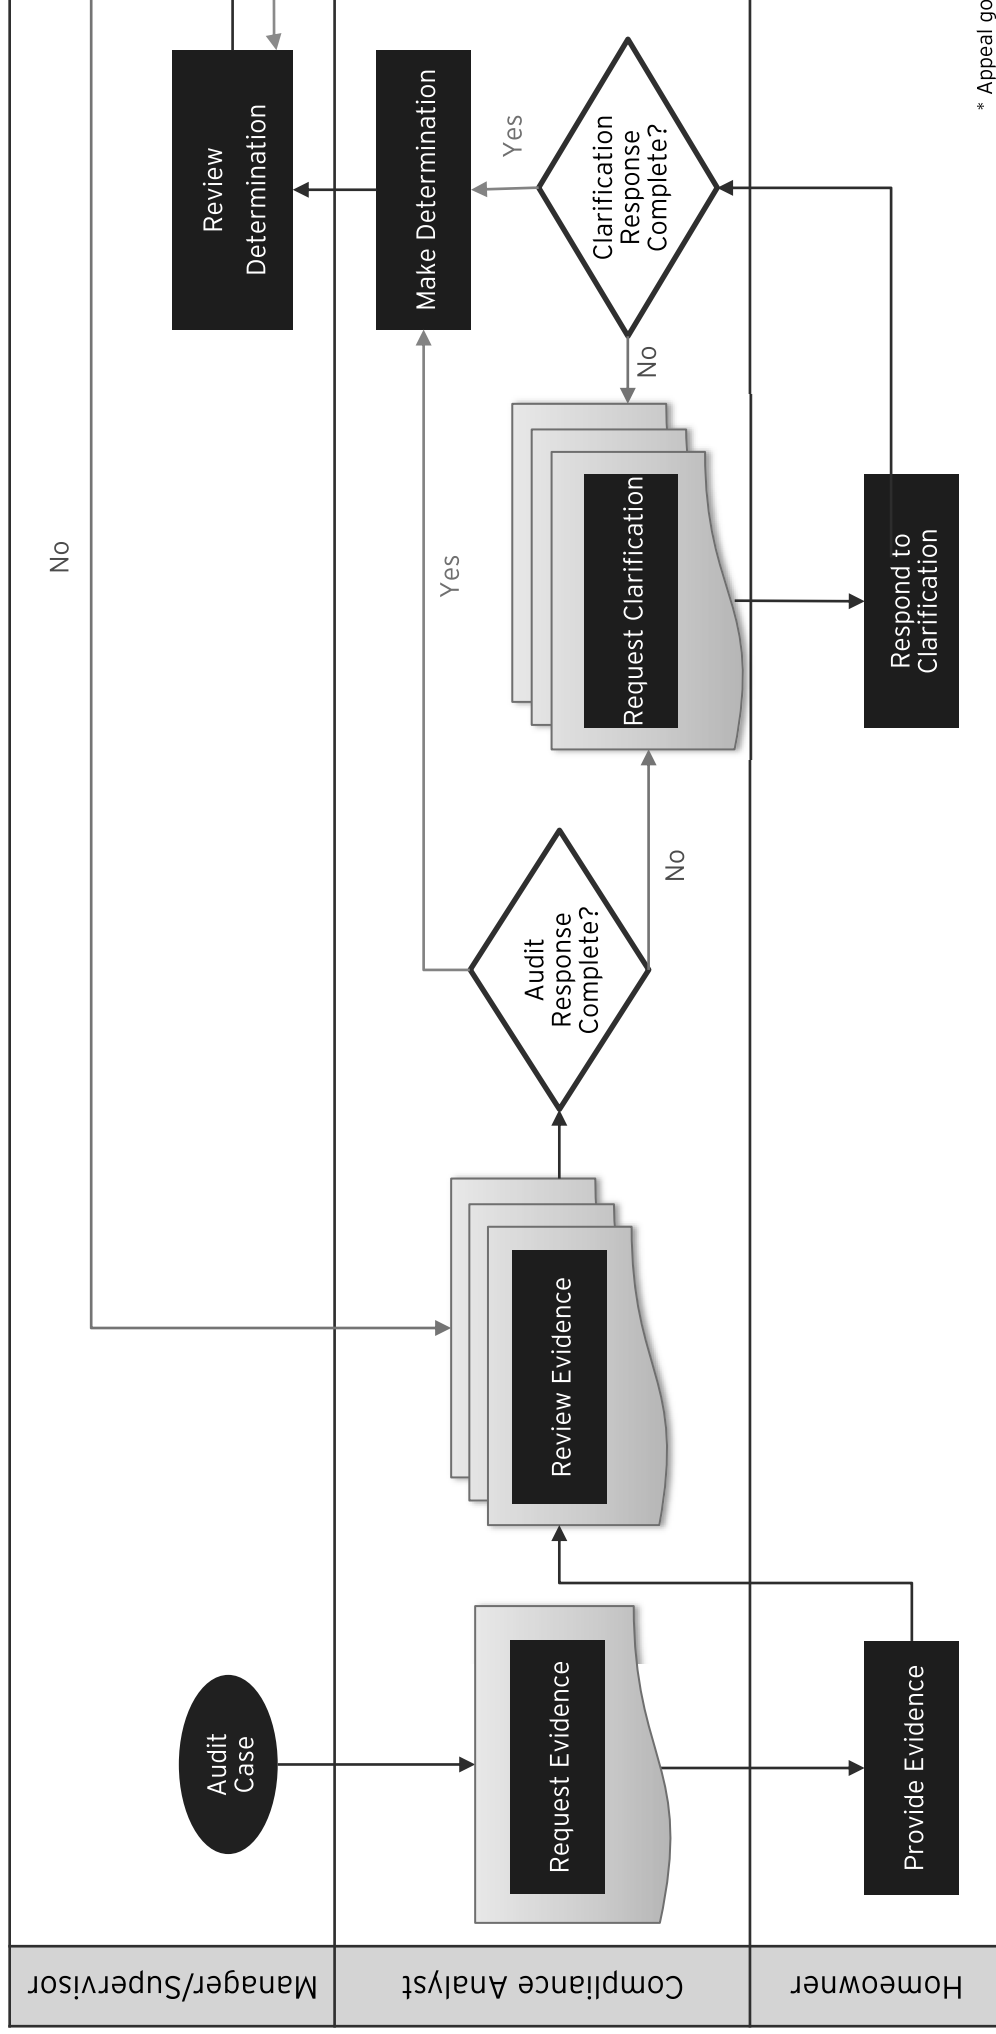 Manager/Supervisor
Compliance Analyst
Homeowner
Audit
Case
Request Evidence
Provide Evidence
Review Evidence
Audit
Response
Complete?
No
Yes
Request Clarification
Respond to
Clarification
No
Clarification
Response
Complete?
Yes
Make Determination
Review
Determination
No
* Appeal go